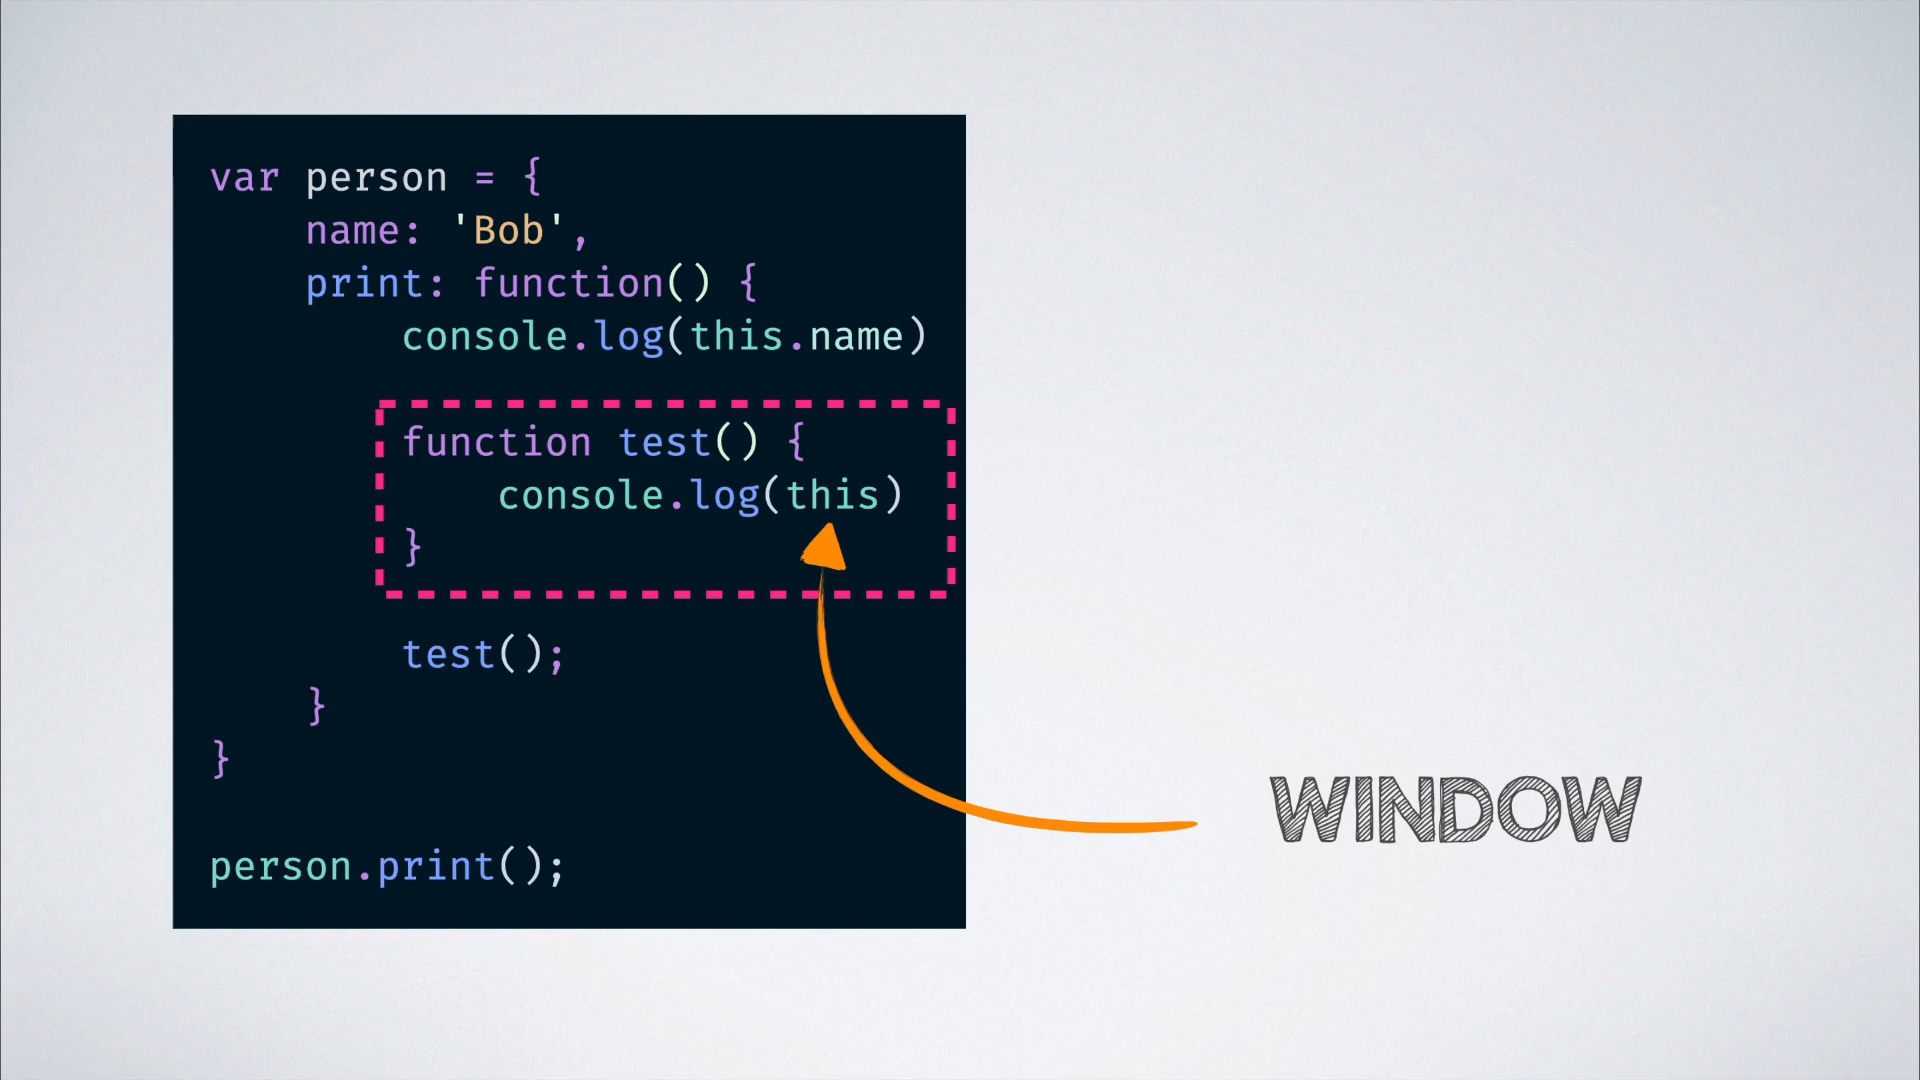 var person = {
name: 'Bob',
print: function() {
console.log(this.name)
function test() {
console.log(this)
}
test();
}
}
person.print();
WINDOW